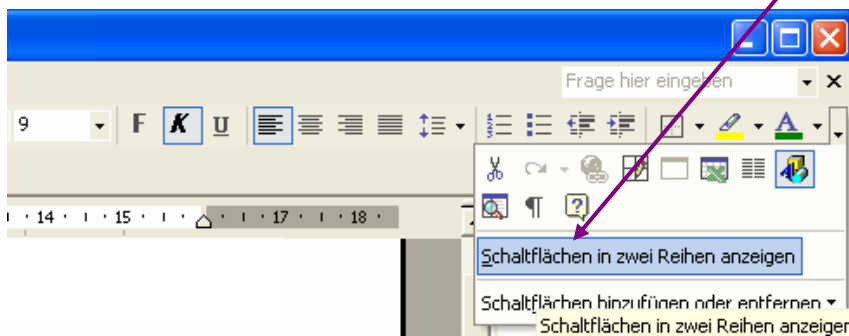 Frage hier eingeben
9 F K U A
· 14 · ı · 15 · ı · ı · 17 · ı · 18 ·
Schaltflächen in zwei Reihen anzeigen
Schaltflächen hinzufügen oder entfernen
Schaltflächen in zwei Reihen anzeigen